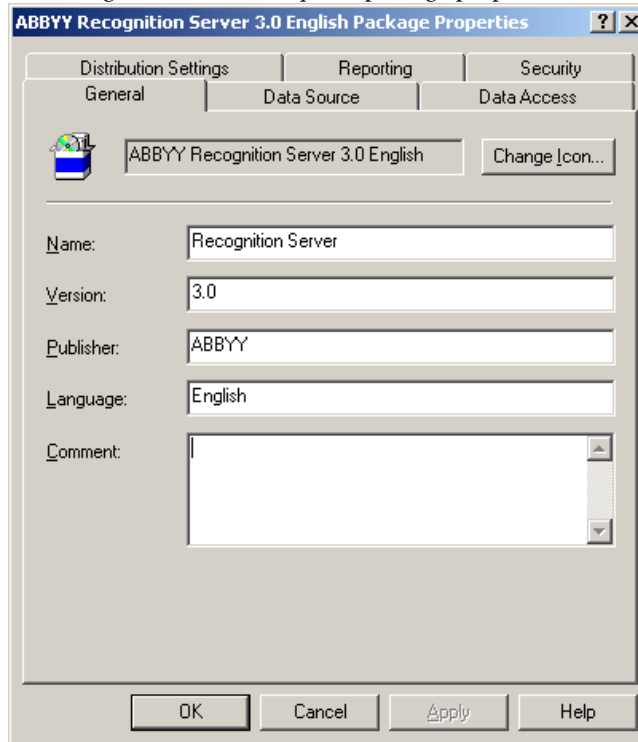 ABBYY Recognition Server 3.0 English Package Properties
Distribution Settings Reporting Security
General Data Source Data Access
ABBYY Recognition Server 3.0 English Change Icon...
Name: Recognition Server
Version: 3.0
Publisher: ABBYY
Language: English
Comment:
OK Cancel Apply Help